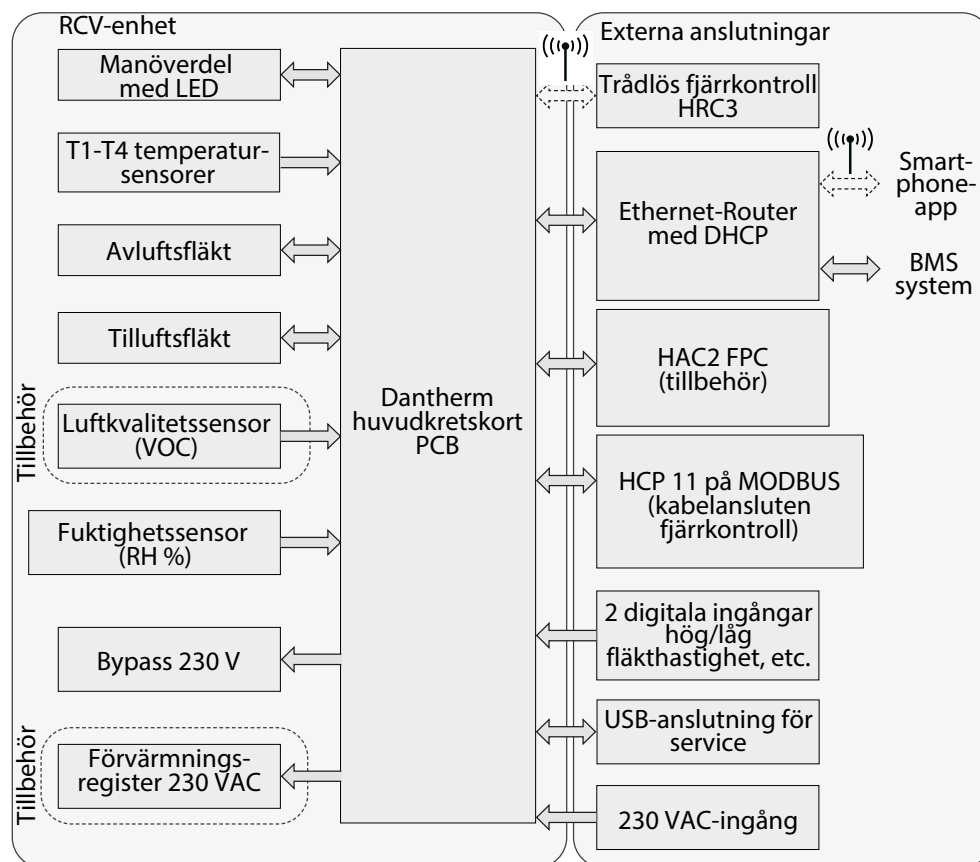 RCV-enhet
Manöverdel
med LED
T1-T4 temperatur-
sensorer
Avluftsfläkt
Tilluftsfläkt
Tillbehör
Luftkvalitetssensor
(VOC)
Fuktighetssensor
(RH %)
Bypass 230 V
Tillbehör
Förvärmnings-
register 230 VAC
Dantherm
huvudkretskort
PCB
Externa anslutningar
Trådlös fjärrkontroll
HRC3
Ethernet-Router
med DHCP
Smart-
phone-
app
BMS
system
HAC2 FPC
(tillbehör)
HCP 11 på MODBUS
(kabelansluten
fjärrkontroll)
2 digitala ingångar
hög/låg
fläkthastighet, etc.
USB-anslutning för
service
230 VAC-ingång